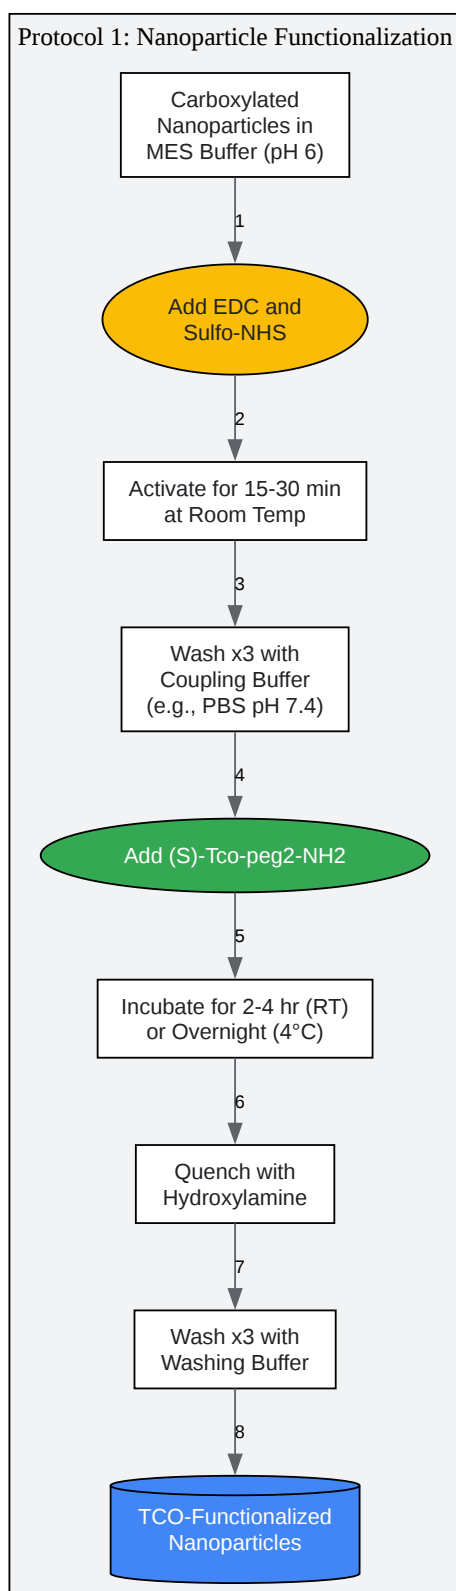 Protocol 1: Nanoparticle Functionalization
Carboxylated
Nanoparticles in
MES Buffer (pH 6)
1
Add EDC and
Sulfo-NHS
2
Activate for 15-30 min
at Room Temp
3
Wash x3 with
Coupling Buffer
(e.g., PBS pH 7.4)
4
Add (S)-Tco-peg2-NH2
5
Incubate for 2-4 hr (RT)
or Overnight (4°C)
6
Quench with
Hydroxylamine
7
Wash x3 with
Washing Buffer
8
TCO-Functionalized
Nanoparticles